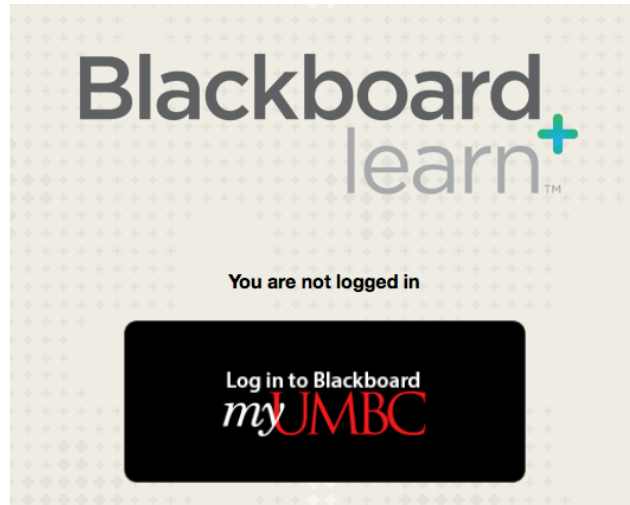 Blackboard
learn+™
You are not logged in
Log in to Blackboard
myUMBC